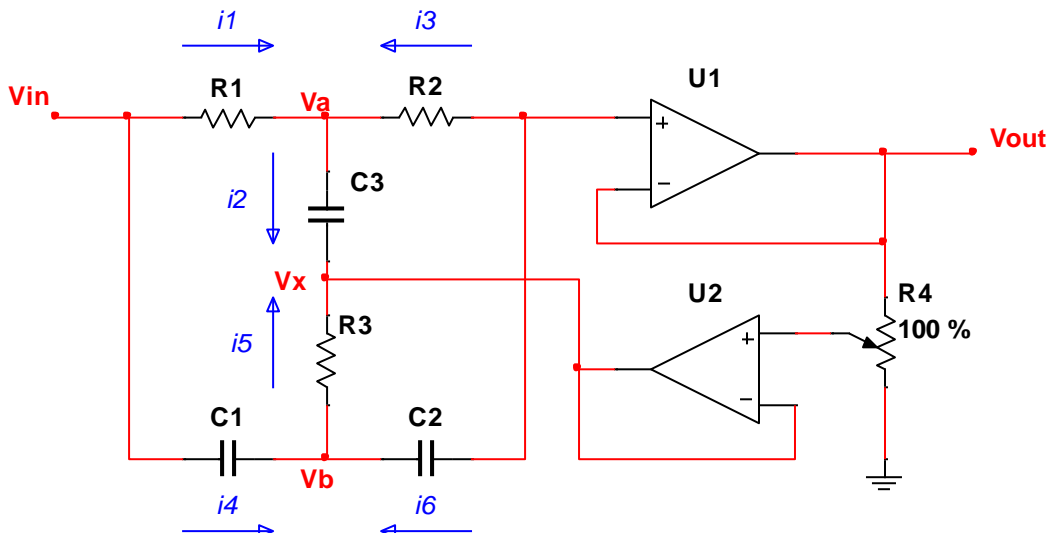 i1
i3
R1
R2
U1
Vin
Va
+
−
Vout
i2
C3
Vx
U2
R4
100 %
R3
i5
+
−
C1
C2
Vb
i4
i6